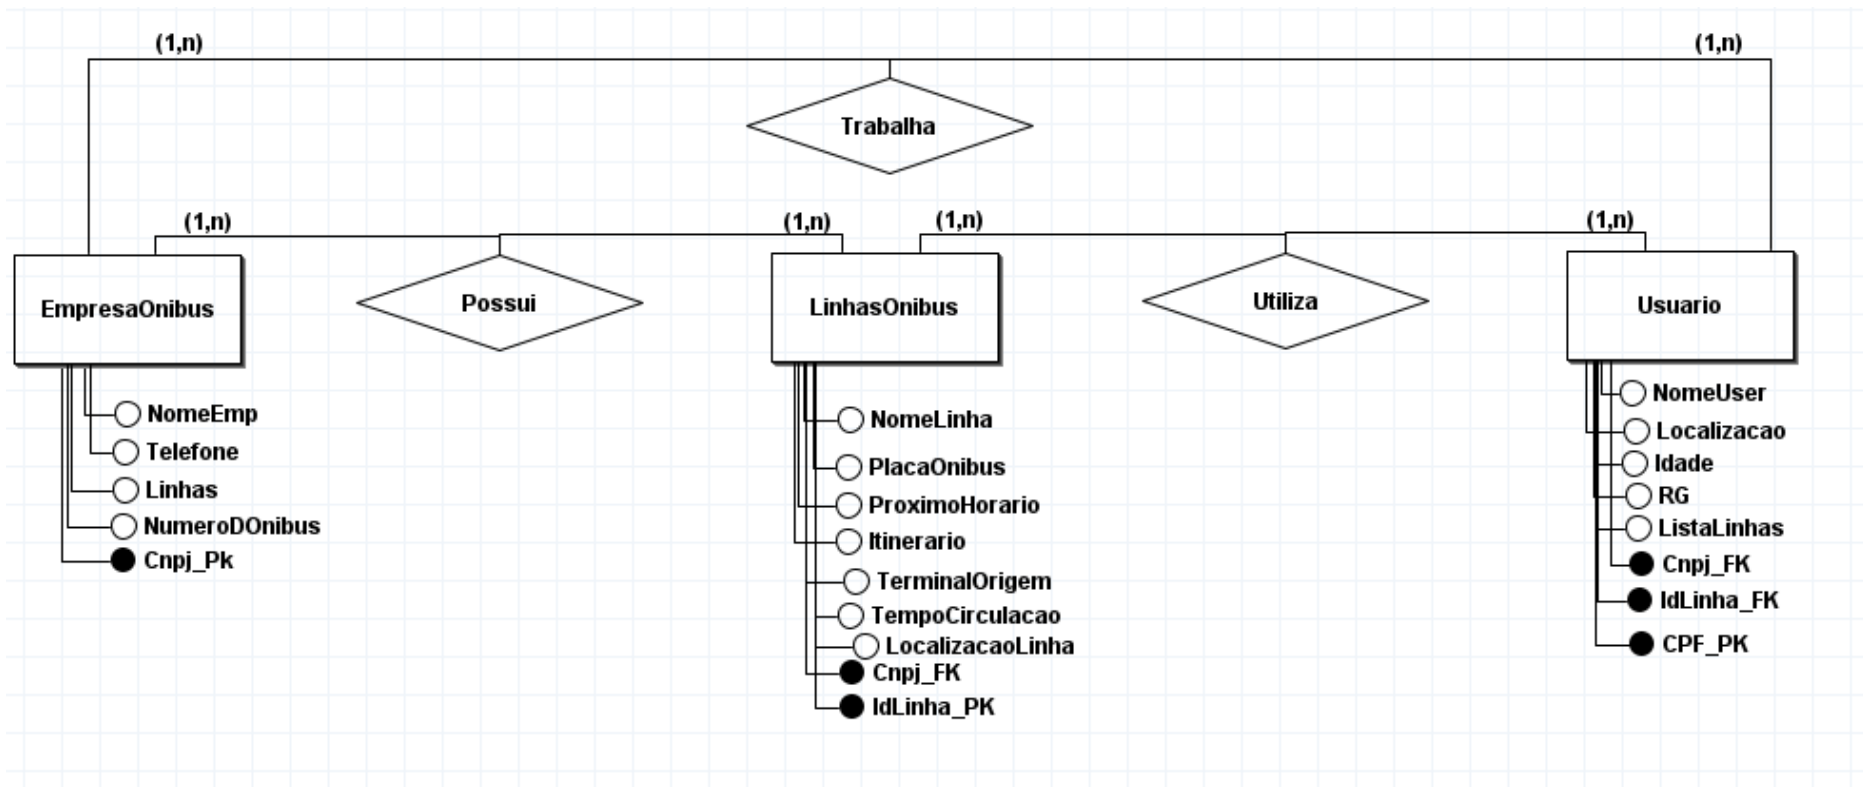 (1,n)
(1,n)
Trabalha
(1,n)
(1,n)
(1,n)
(1,n)
EmpresaOnibus
Possui
LinhasOnibus
Utiliza
Usuario
NomeEmp
Telefone
Linhas
NumeroDOnibus
Cnpj_Pk
NomeLinha
PlacaOnibus
ProximoHorario
Itinerario
TerminalOrigem
TempoCirculacao
LocalizacaoLinha
Cnpj_FK
IdLinha_PK
NomeUser
Localizacao
Idade
RG
ListaLinhas
Cnpj_FK
IdLinha_FK
CPF_PK